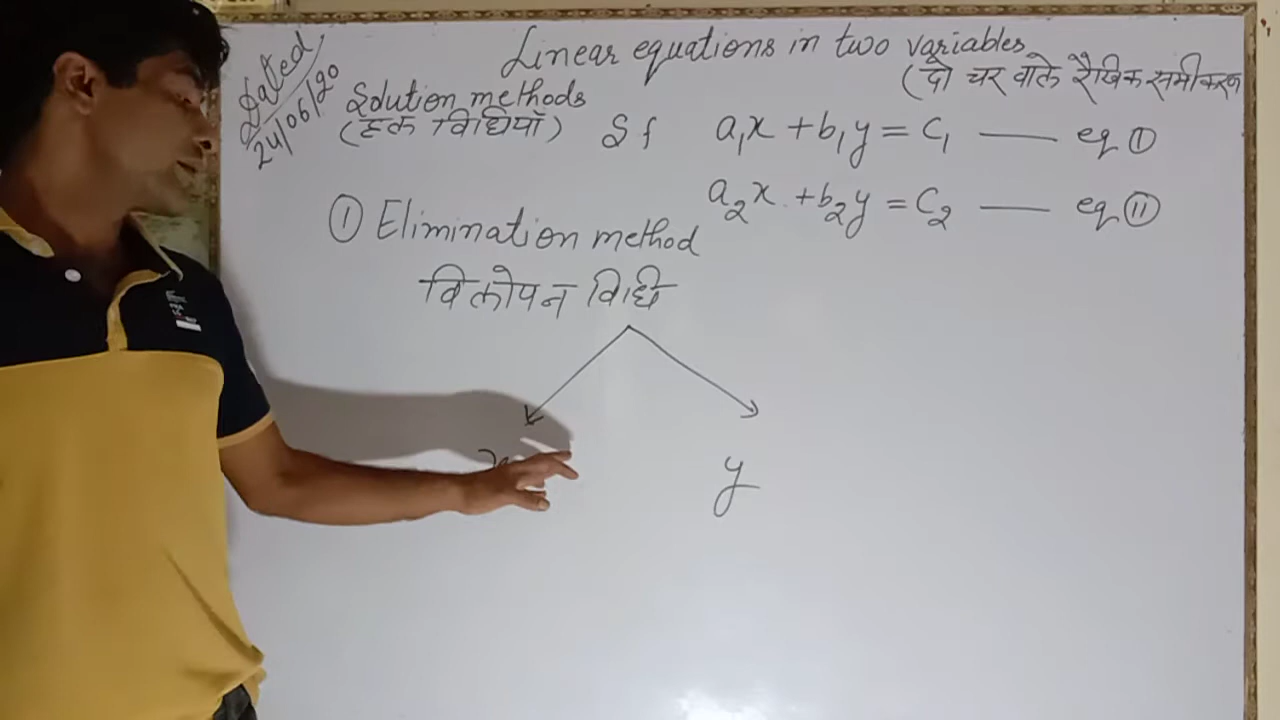 Linear equations in two variables
(दो चर वाले रैखिक समीकरण
Dated
24/06/20
Solution methods
(हल विधियाँ)
If a₁x + b₁y = c₁ — eq ①
a₂x + b₂y = c₂ — eq ⑪
① Elimination method
विलोपन विधि
x
y